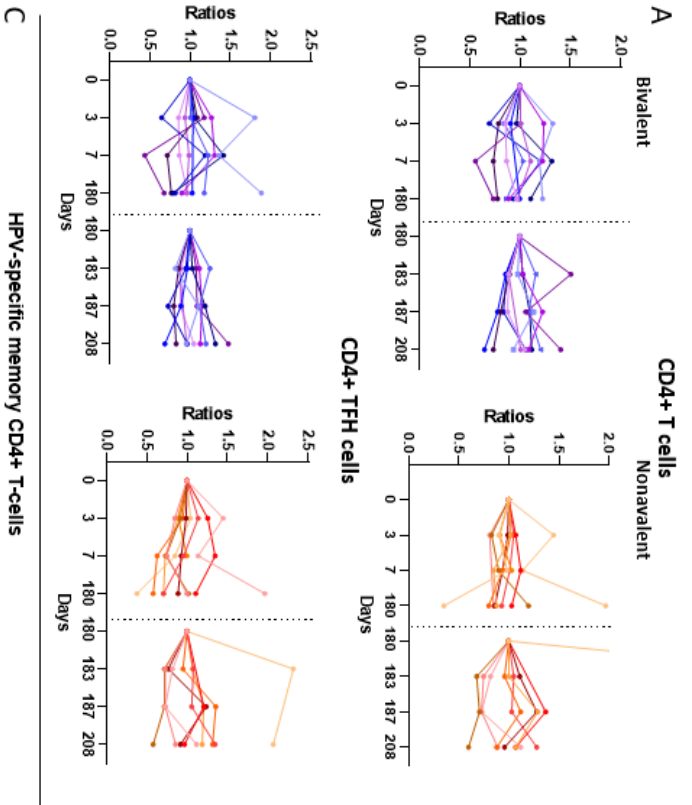 A
CD4+ T cells
Bivalent
Nonavalent
Ratios
2.0
1.5
1.0
0.5
0.0
0 3 7 180 180 183 187 208
Days
Ratios
2.0
1.5
1.0
0.5
0.0
0 3 7 180 180 183 187 208
Days
CD4+ TFH cells
Ratios
2.5
2.0
1.5
1.0
0.5
0.0
0 3 7 180 180 183 187 208
Days
Ratios
2.5
2.0
1.5
1.0
0.5
0.0
0 3 7 180 180 183 187 208
Days
C
HPV-specific memory CD4+ T-cells